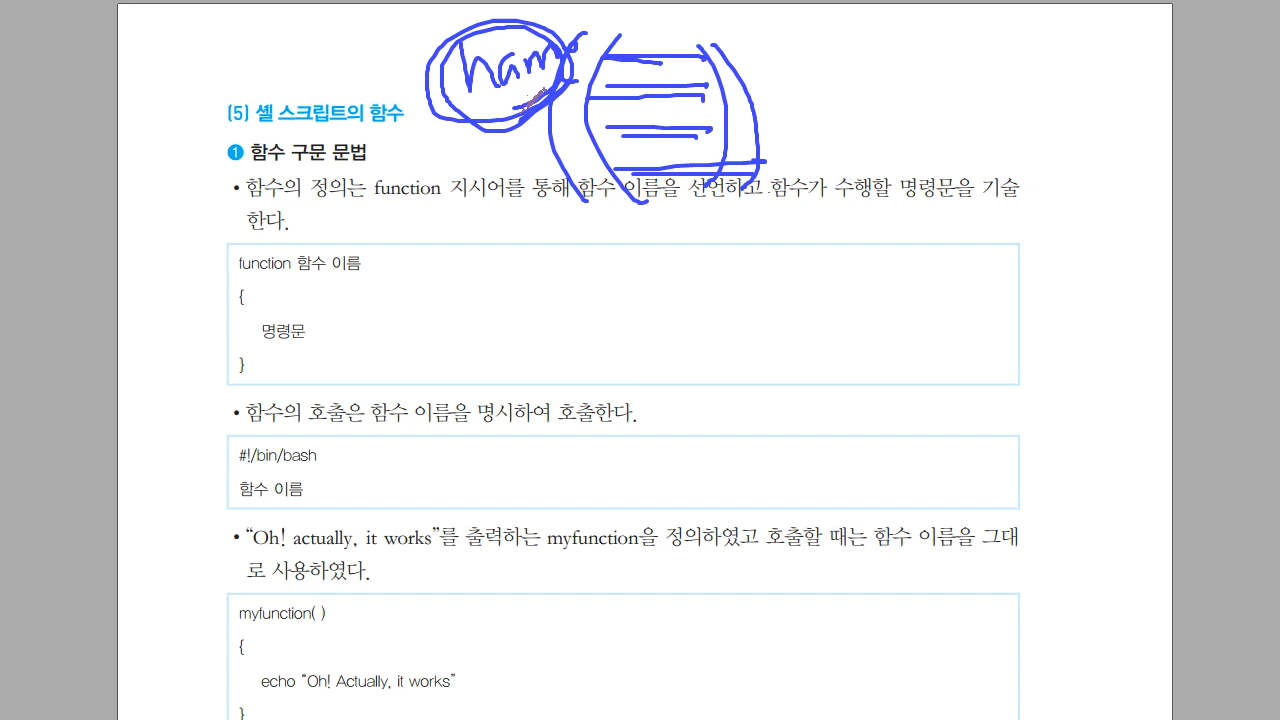 (5) 셸 스크립트의 함수
❶ 함수 구문 문법
• 함수의 정의는 function 지시어를 통해 함수 이름을 선언하고 함수가 수행할 명령문을 기술
한다.
function 함수 이름
{
명령문
}
• 함수의 호출은 함수 이름을 명시하여 호출한다.
#!/bin/bash
함수 이름
• “Oh! actually, it works”를 출력하는 myfunction을 정의하였고 호출할 때는 함수 이름을 그대
로 사용하였다.
myfunction( )
{
echo “Oh! Actually, it works”
}